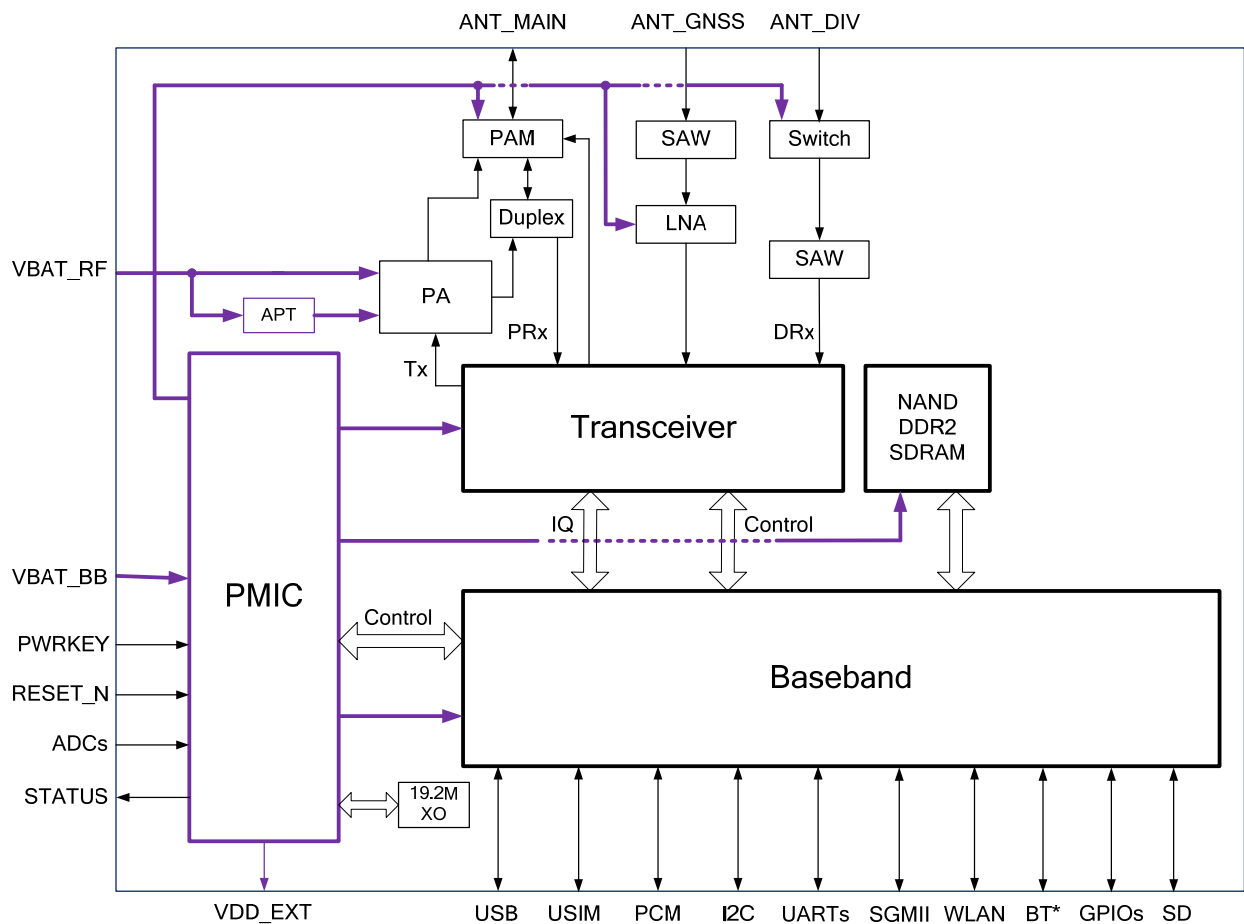 ANT_MAIN
ANT_GNSS
ANT_DIV
PAM
SAW
Switch
Duplex
LNA
SAW
VBAT_RF
APT
PA
PRx
DRx
Tx
Transceiver
NAND
DDR2
SDRAM
IQ
Control
VBAT_BB
PMIC
Control
PWRKEY
Baseband
RESET_N
ADCs
STATUS
19.2M
XO
VDD_EXT
USB
USIM
PCM
I2C
UARTs
SGMII
WLAN
BT*
GPIOs
SD